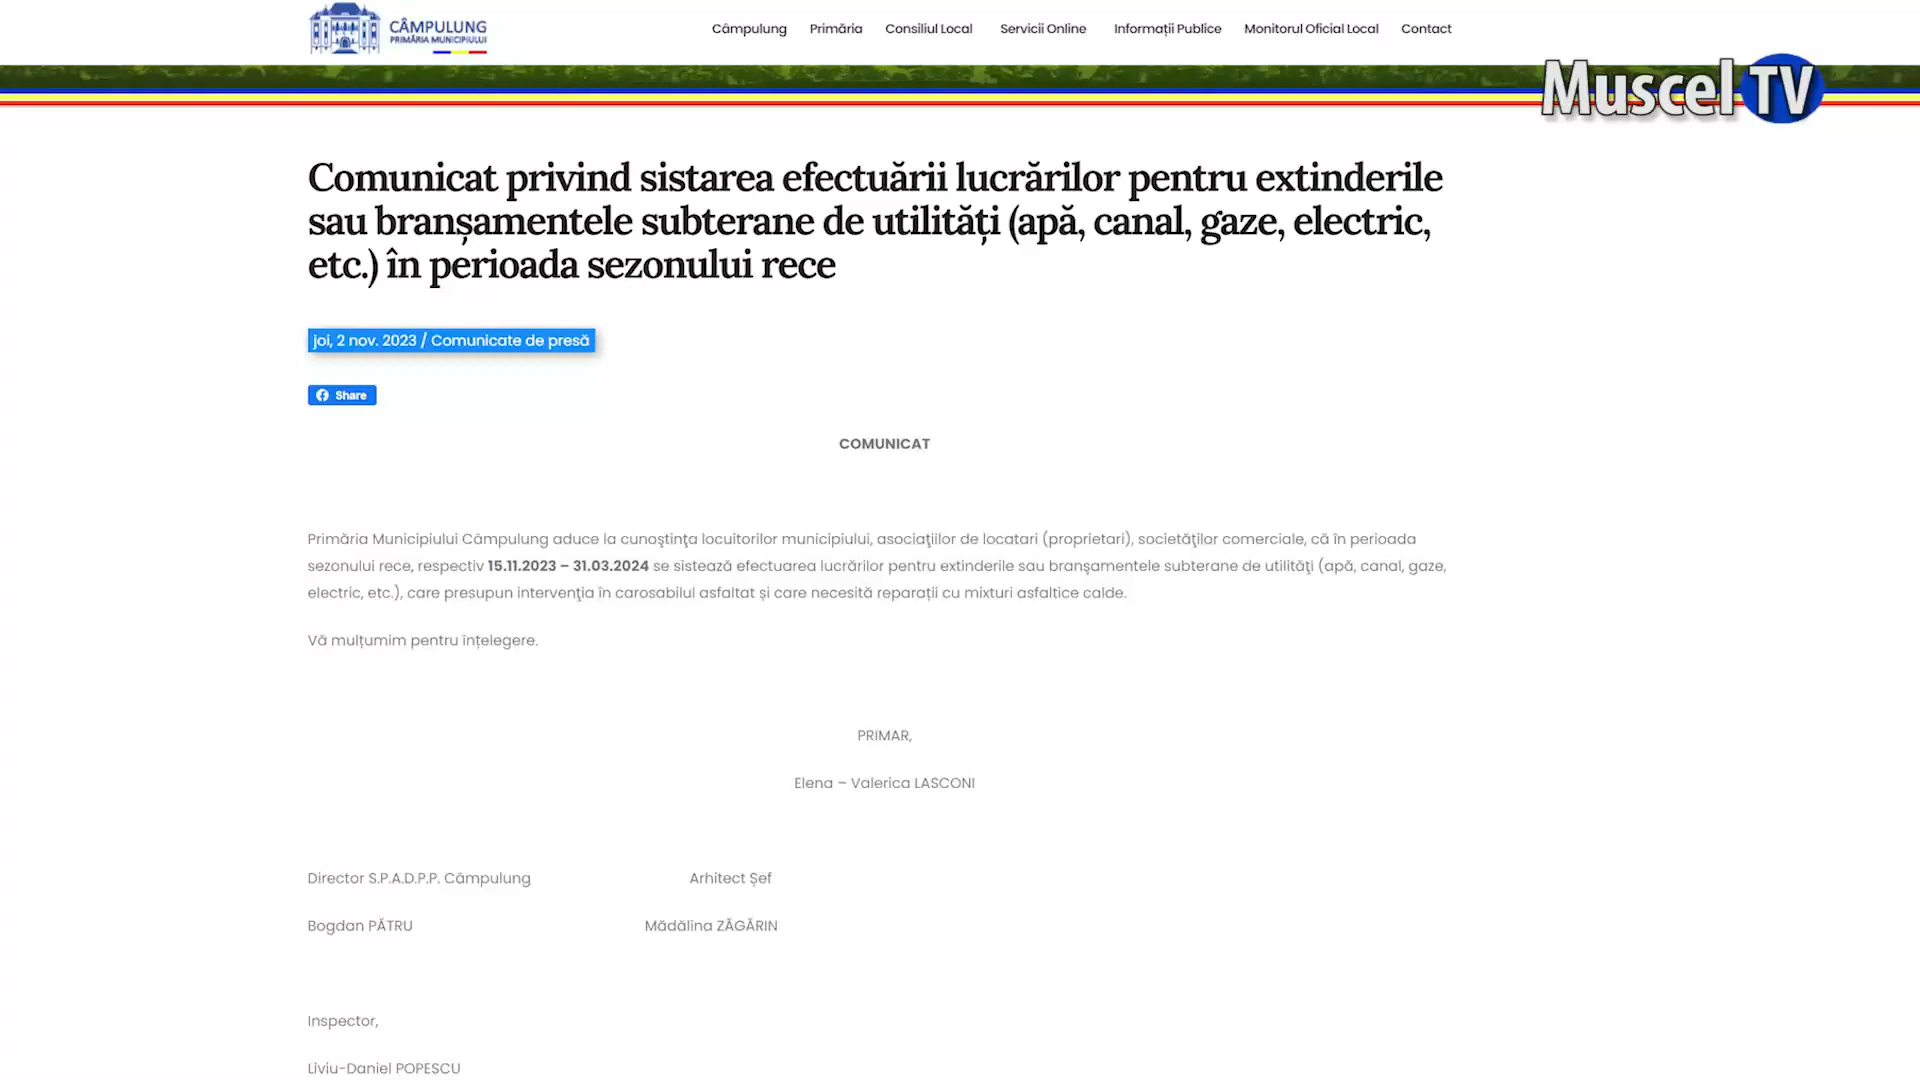 CÂMPULUNG
PRIMĂRIA MUNICIPIULUI
Câmpulung Primăria Consiliul Local Servicii Online Informații Publice Monitorul Oficial Local Contact
Muscel TV
Comunicat privind sistarea efectuării lucrărilor pentru extinderile
sau branșamentele subterane de utilități (apă, canal, gaze, electric,
etc.) în perioada sezonului rece
joi, 2 nov. 2023 / Comunicate de presă
Share
COMUNICAT
Primăria Municipiului Câmpulung aduce la cunoştinţa locuitorilor municipiului, asociaţiilor de locatari (proprietari), societăţilor comerciale, că în perioada
sezonului rece, respectiv 15.11.2023 – 31.03.2024 se sistează efectuarea lucrărilor pentru extinderile sau branşamentele subterane de utilităţi (apă, canal, gaze,
electric, etc.), care presupun intervenţia în carosabilul asfaltat și care necesită reparații cu mixturi asfaltice calde.
Vă mulțumim pentru înțelegere.
PRIMAR,
Elena – Valerica LASCONI
Director S.P.A.D.P.P. Câmpulung Arhitect Șef
Bogdan PĂTRU Mădălina ZĂGĂRIN
Inspector,
Liviu-Daniel POPESCU